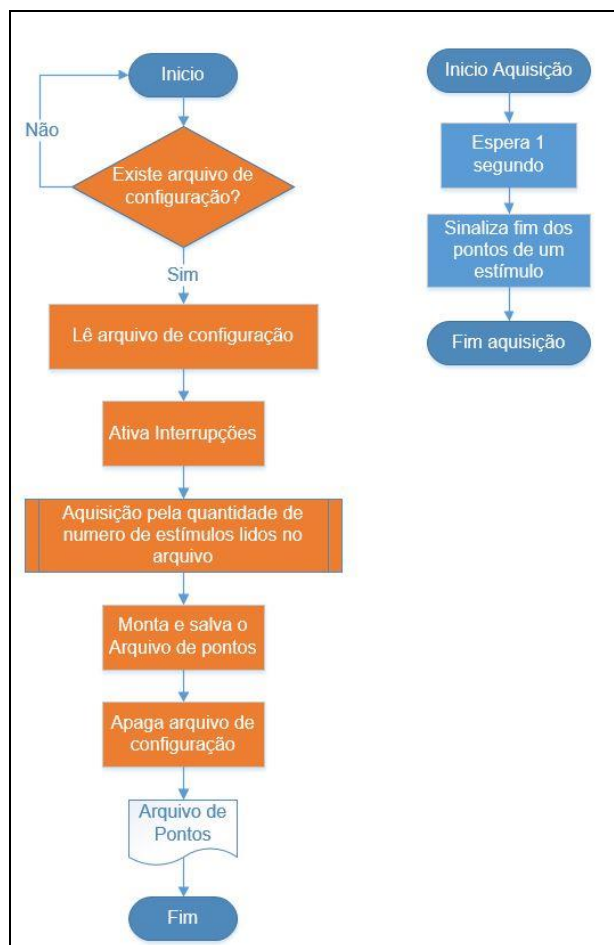 Inicio
Não
Existe arquivo de
configuração?
Sim
Lê arquivo de configuração
Ativa Interrupções
Aquisição pela quantidade de
numero de estímulos lidos no
arquivo
Monta e salva o
Arquivo de pontos
Apaga arquivo de
configuração
Arquivo de
Pontos
Fim
Inicio Aquisição
Espera 1
segundo
Sinaliza fim dos
pontos de um
estímulo
Fim aquisição